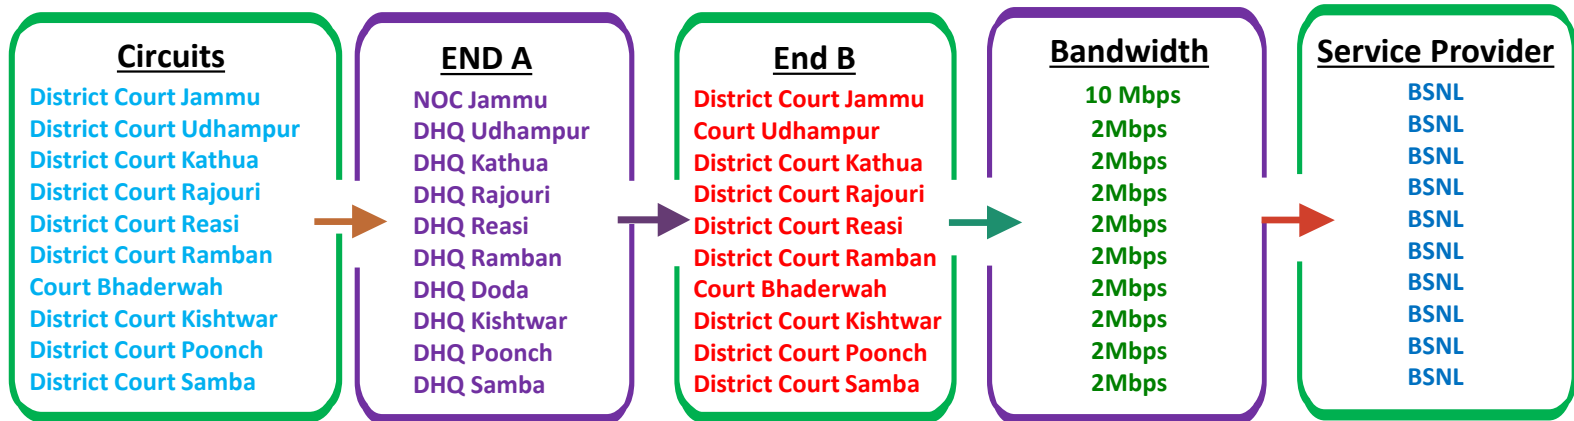 Circuits
District Court Jammu
District Court Udhampur
District Court Kathua
District Court Rajouri
District Court Reasi
District Court Ramban
Court Bhaderwah
District Court Kishtwar
District Court Poonch
District Court Samba
END A
NOC Jammu
DHQ Udhampur
DHQ Kathua
DHQ Rajouri
DHQ Reasi
DHQ Ramban
DHQ Doda
DHQ Kishtwar
DHQ Poonch
DHQ Samba
End B
District Court Jammu
Court Udhampur
District Court Kathua
District Court Rajouri
District Court Reasi
District Court Ramban
Court Bhaderwah
District Court Kishtwar
District Court Poonch
District Court Samba
Bandwidth
10 Mbps
2Mbps
2Mbps
2Mbps
2Mbps
2Mbps
2Mbps
2Mbps
2Mbps
2Mbps
Service Provider
BSNL
BSNL
BSNL
BSNL
BSNL
BSNL
BSNL
BSNL
BSNL
BSNL